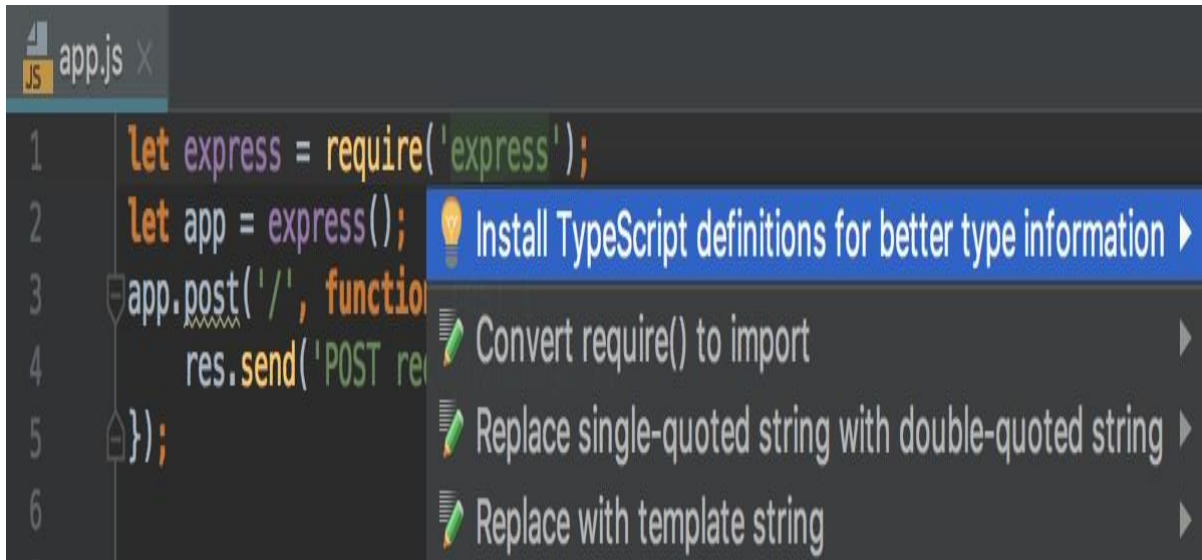 JS app.js ×
1 let express = require('express');
2 let app = express();
Install TypeScript definitions for better type information
3 app.post('/', function
Convert require() to import
4 res.send('POST re
Replace single-quoted string with double-quoted string
5 });
6
Replace with template string